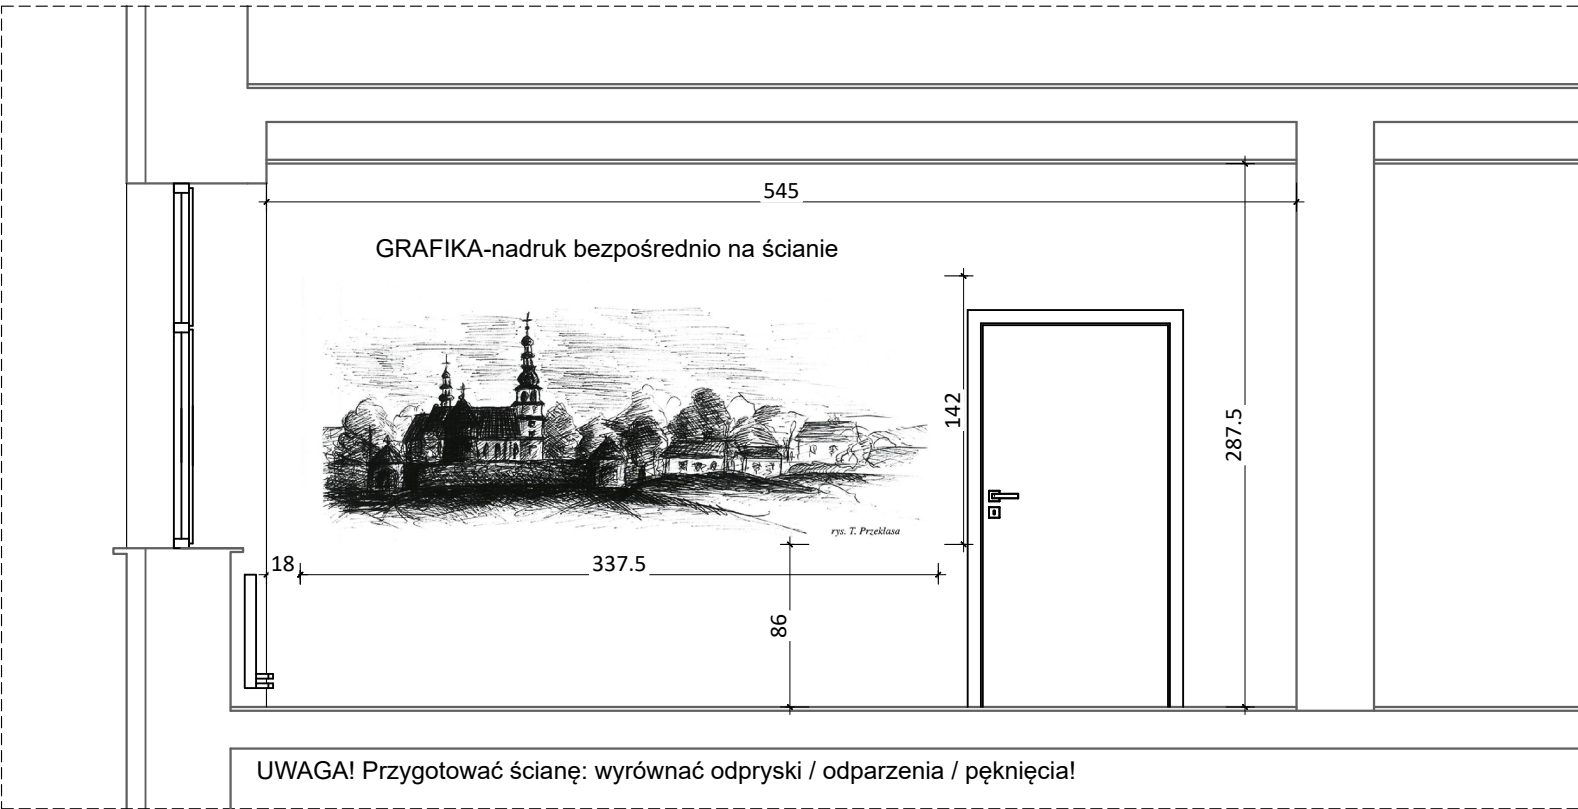 545
GRAFIKA-nadruk bezpośrednio na ścianie
142
287.5
rys. T. Przeklasa
18
337.5
86
UWAGA! Przygotować ścianę: wyrównać odpryski / odparzenia / pęknięcia!